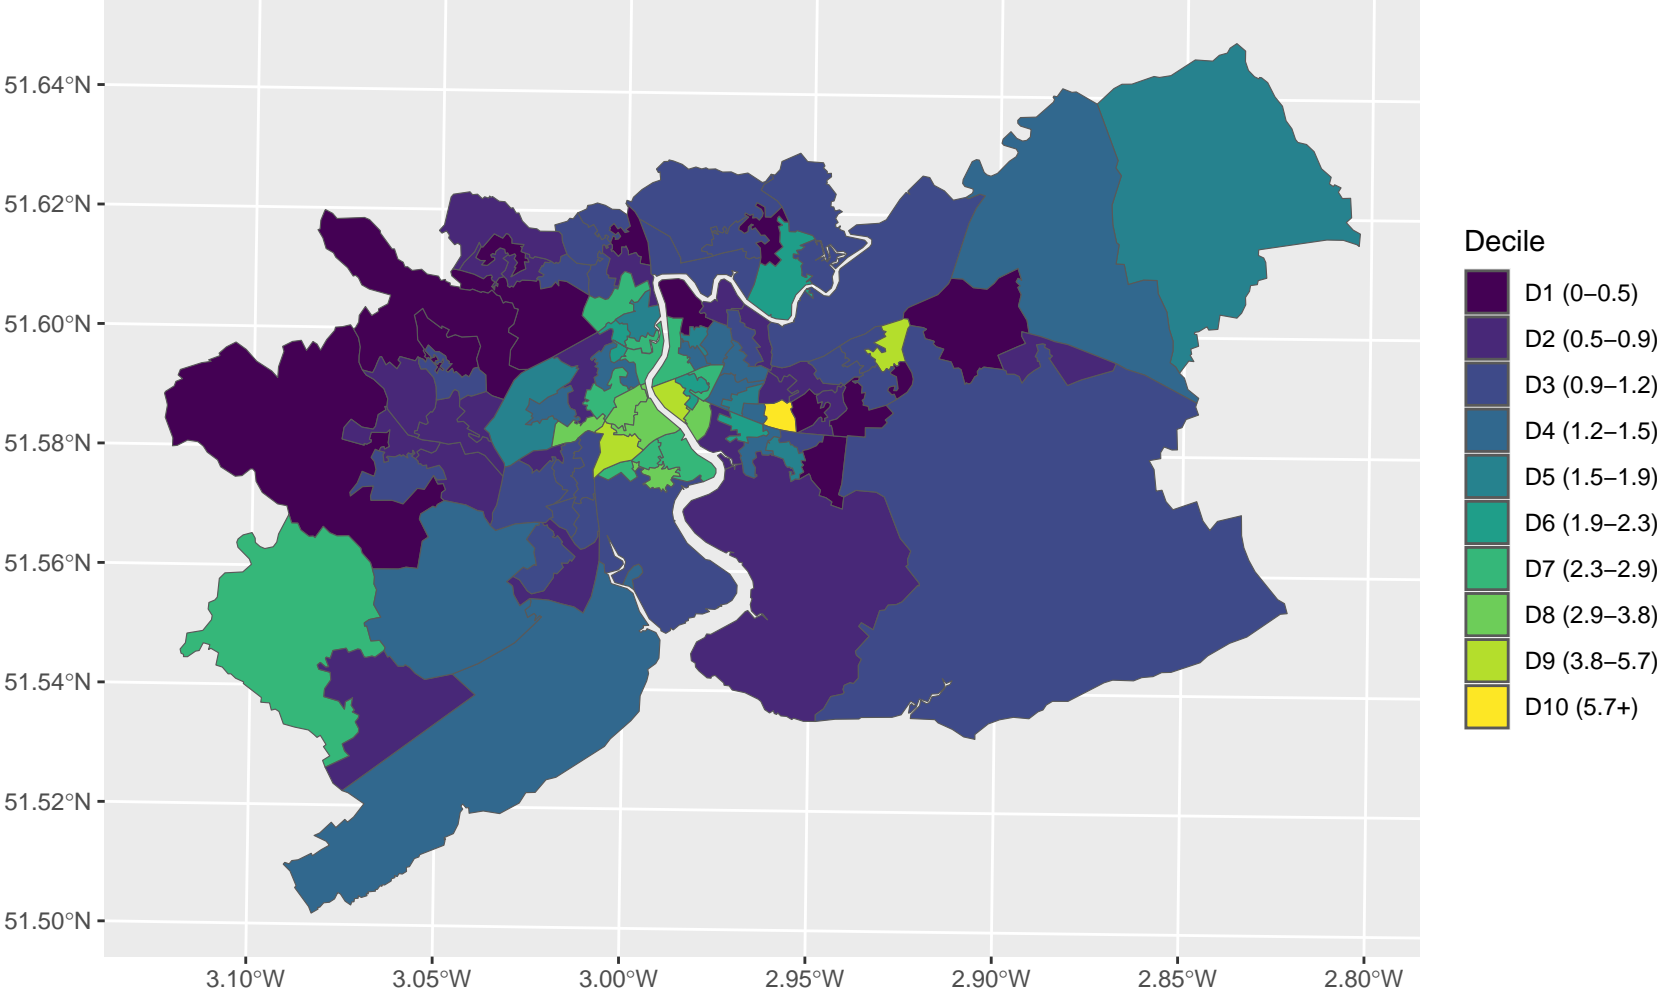 51.64°N
51.62°N
51.60°N
51.58°N
51.56°N
51.54°N
51.52°N
51.50°N
3.10°W
3.05°W
3.00°W
2.95°W
2.90°W
2.85°W
2.80°W
Decile
D1 (0−0.5)
D2 (0.5−0.9)
D3 (0.9−1.2)
D4 (1.2−1.5)
D5 (1.5−1.9)
D6 (1.9−2.3)
D7 (2.3−2.9)
D8 (2.9−3.8)
D9 (3.8−5.7)
D10 (5.7+)